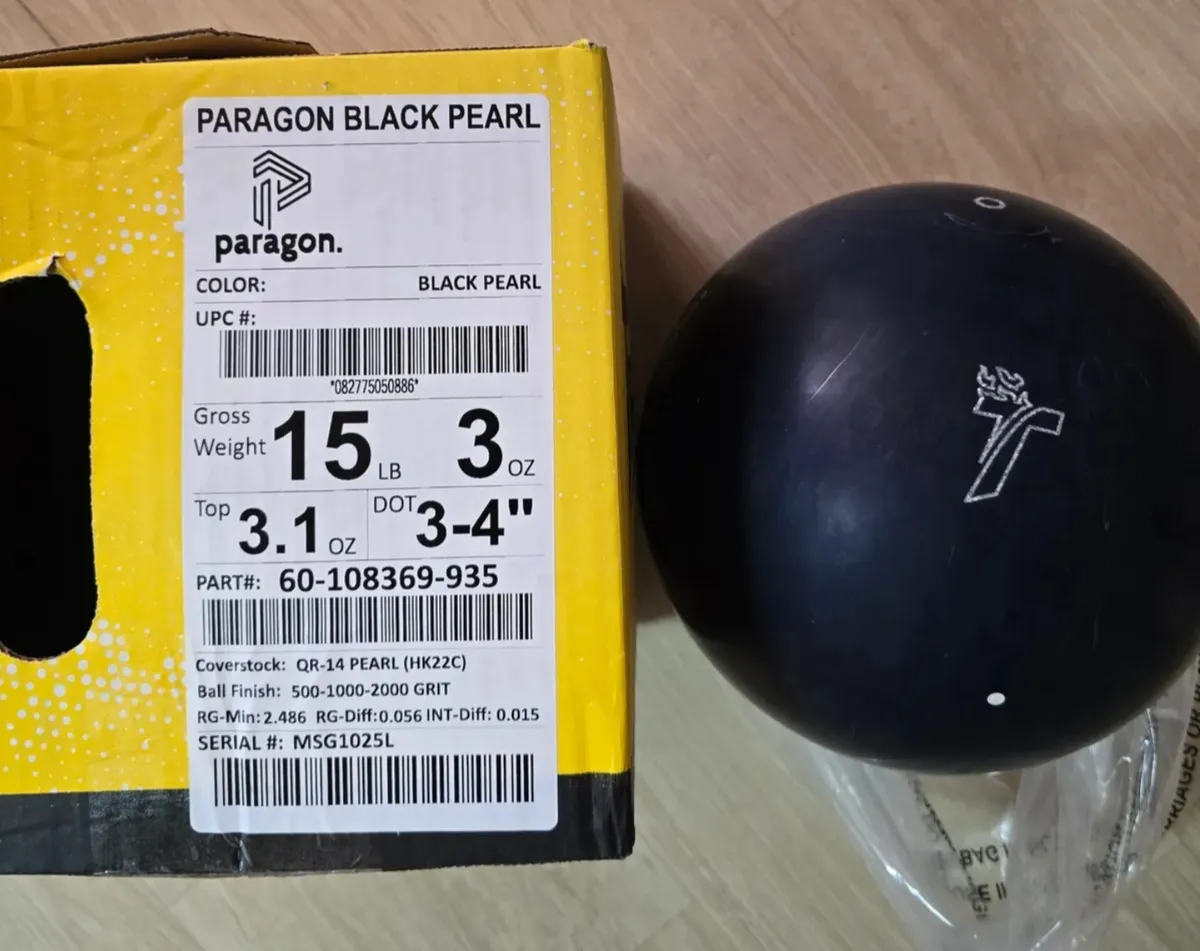 PARAGON BLACK PEARL
paragon.
COLOR: BLACK PEARL
UPC #:
*082775050886*
Gross Weight 15 LB 3 OZ
Top 3.1 OZ DOT 3-4"
PART#: 60-108369-935
Coverstock: QR-14 PEARL (HK22C)
Ball Finish: 500-1000-2000 GRIT
RG-Min: 2.486 RG-Diff:0.056 INT-Diff: 0.015
SERIAL #: MSG1025L
BAG